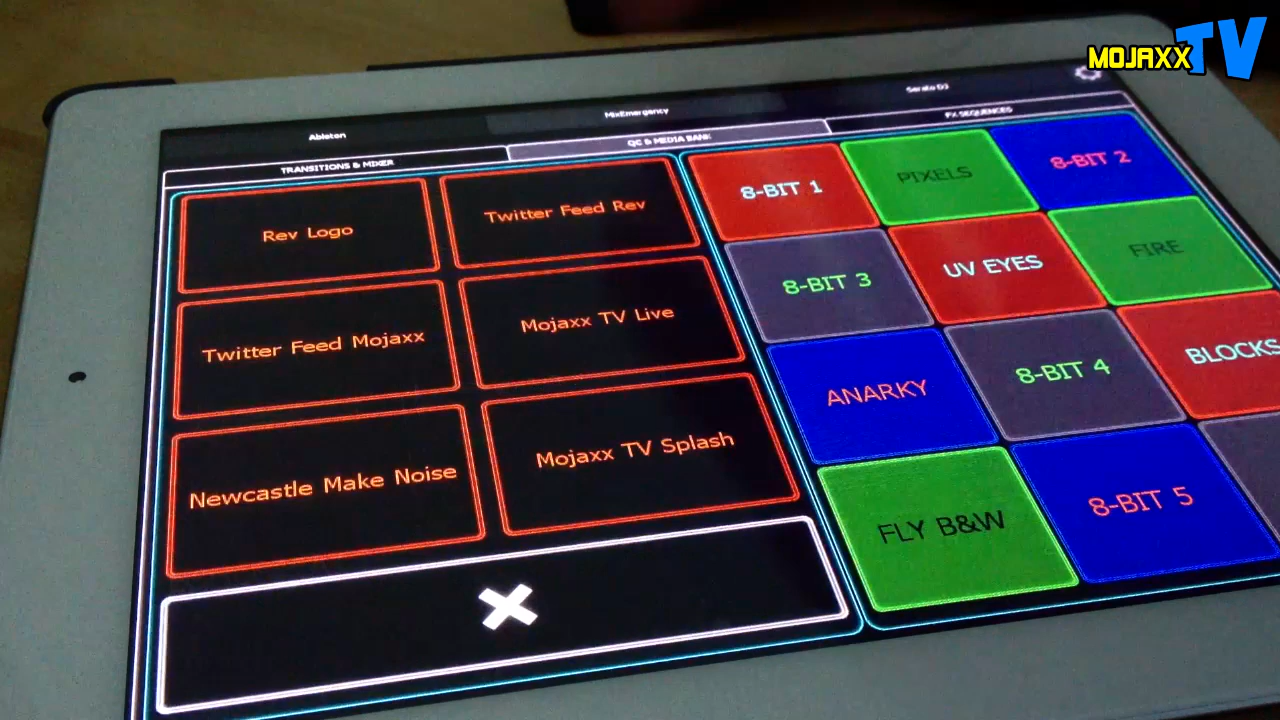 MOJAXX TV
Ableton
MixEmergency
Serato DJ
TRANSITIONS & MIXER
QC & MEDIA BANK
FX SEQUENCES
Rev Logo
Twitter Feed Rev
Twitter Feed Mojaxx
Mojaxx TV Live
Newcastle Make Noise
Mojaxx TV Splash
8-BIT 1
PIXELS
8-BIT 2
8-BIT 3
UV EYES
FIRE
ANARKY
8-BIT 4
BLOCKS
FLY B&W
8-BIT 5